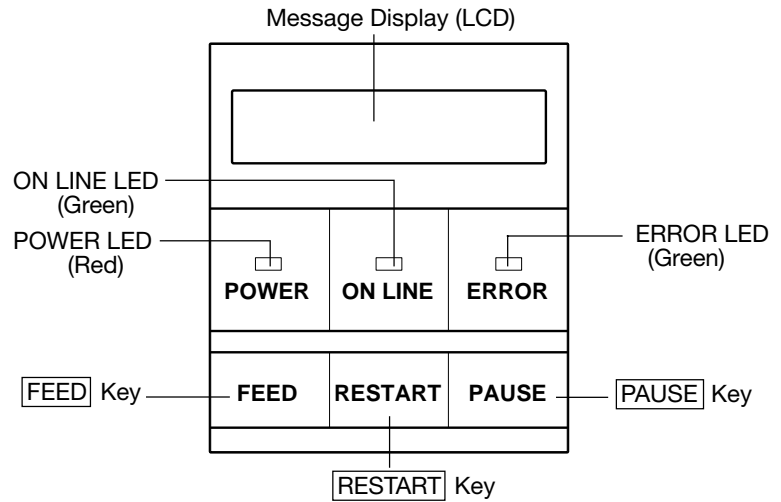 Message Display (LCD)
ON LINE LED
(Green)
POWER LED
(Red)
ERROR LED
(Green)
POWER
ON LINE
ERROR
FEED Key
FEED
RESTART
PAUSE
PAUSE Key
RESTART Key